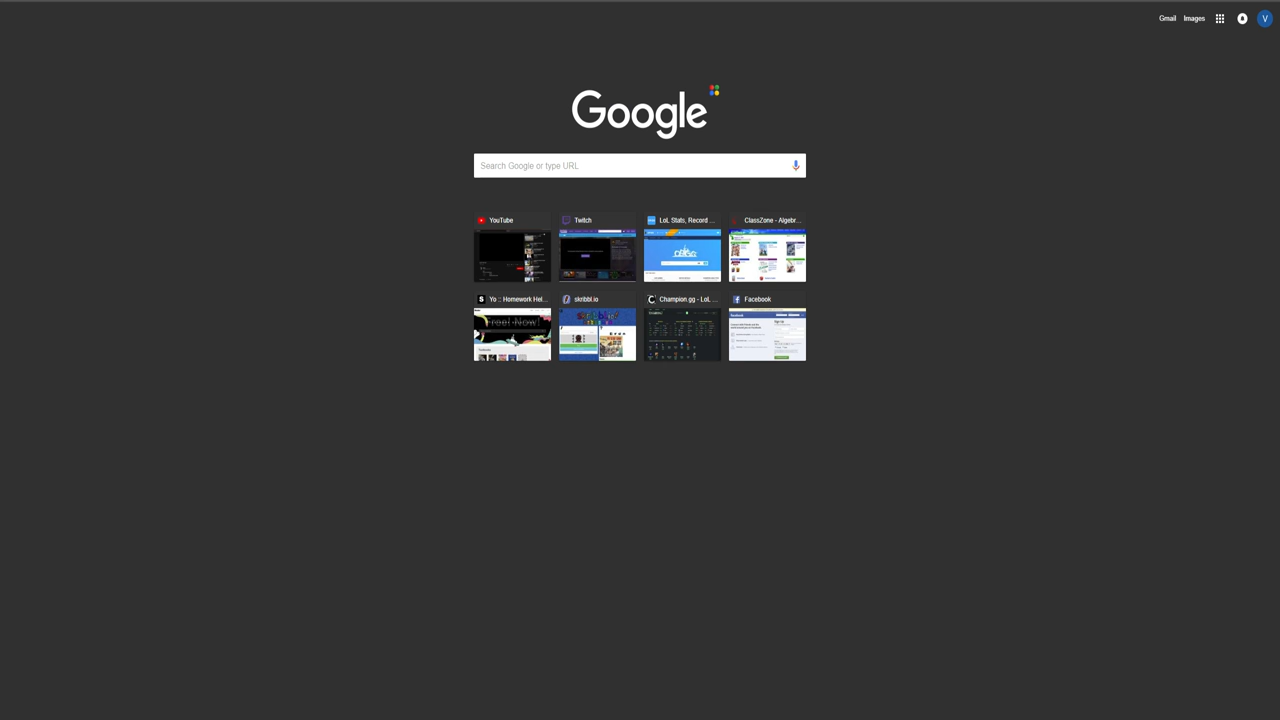 Gmail Images V
Google
Search Google or type URL
YouTube Twitch LoL Stats, Record ... ClassZone - Algebr...
Yo :: Homework Hel... skribbl.io Champion.gg - LoL ... Facebook